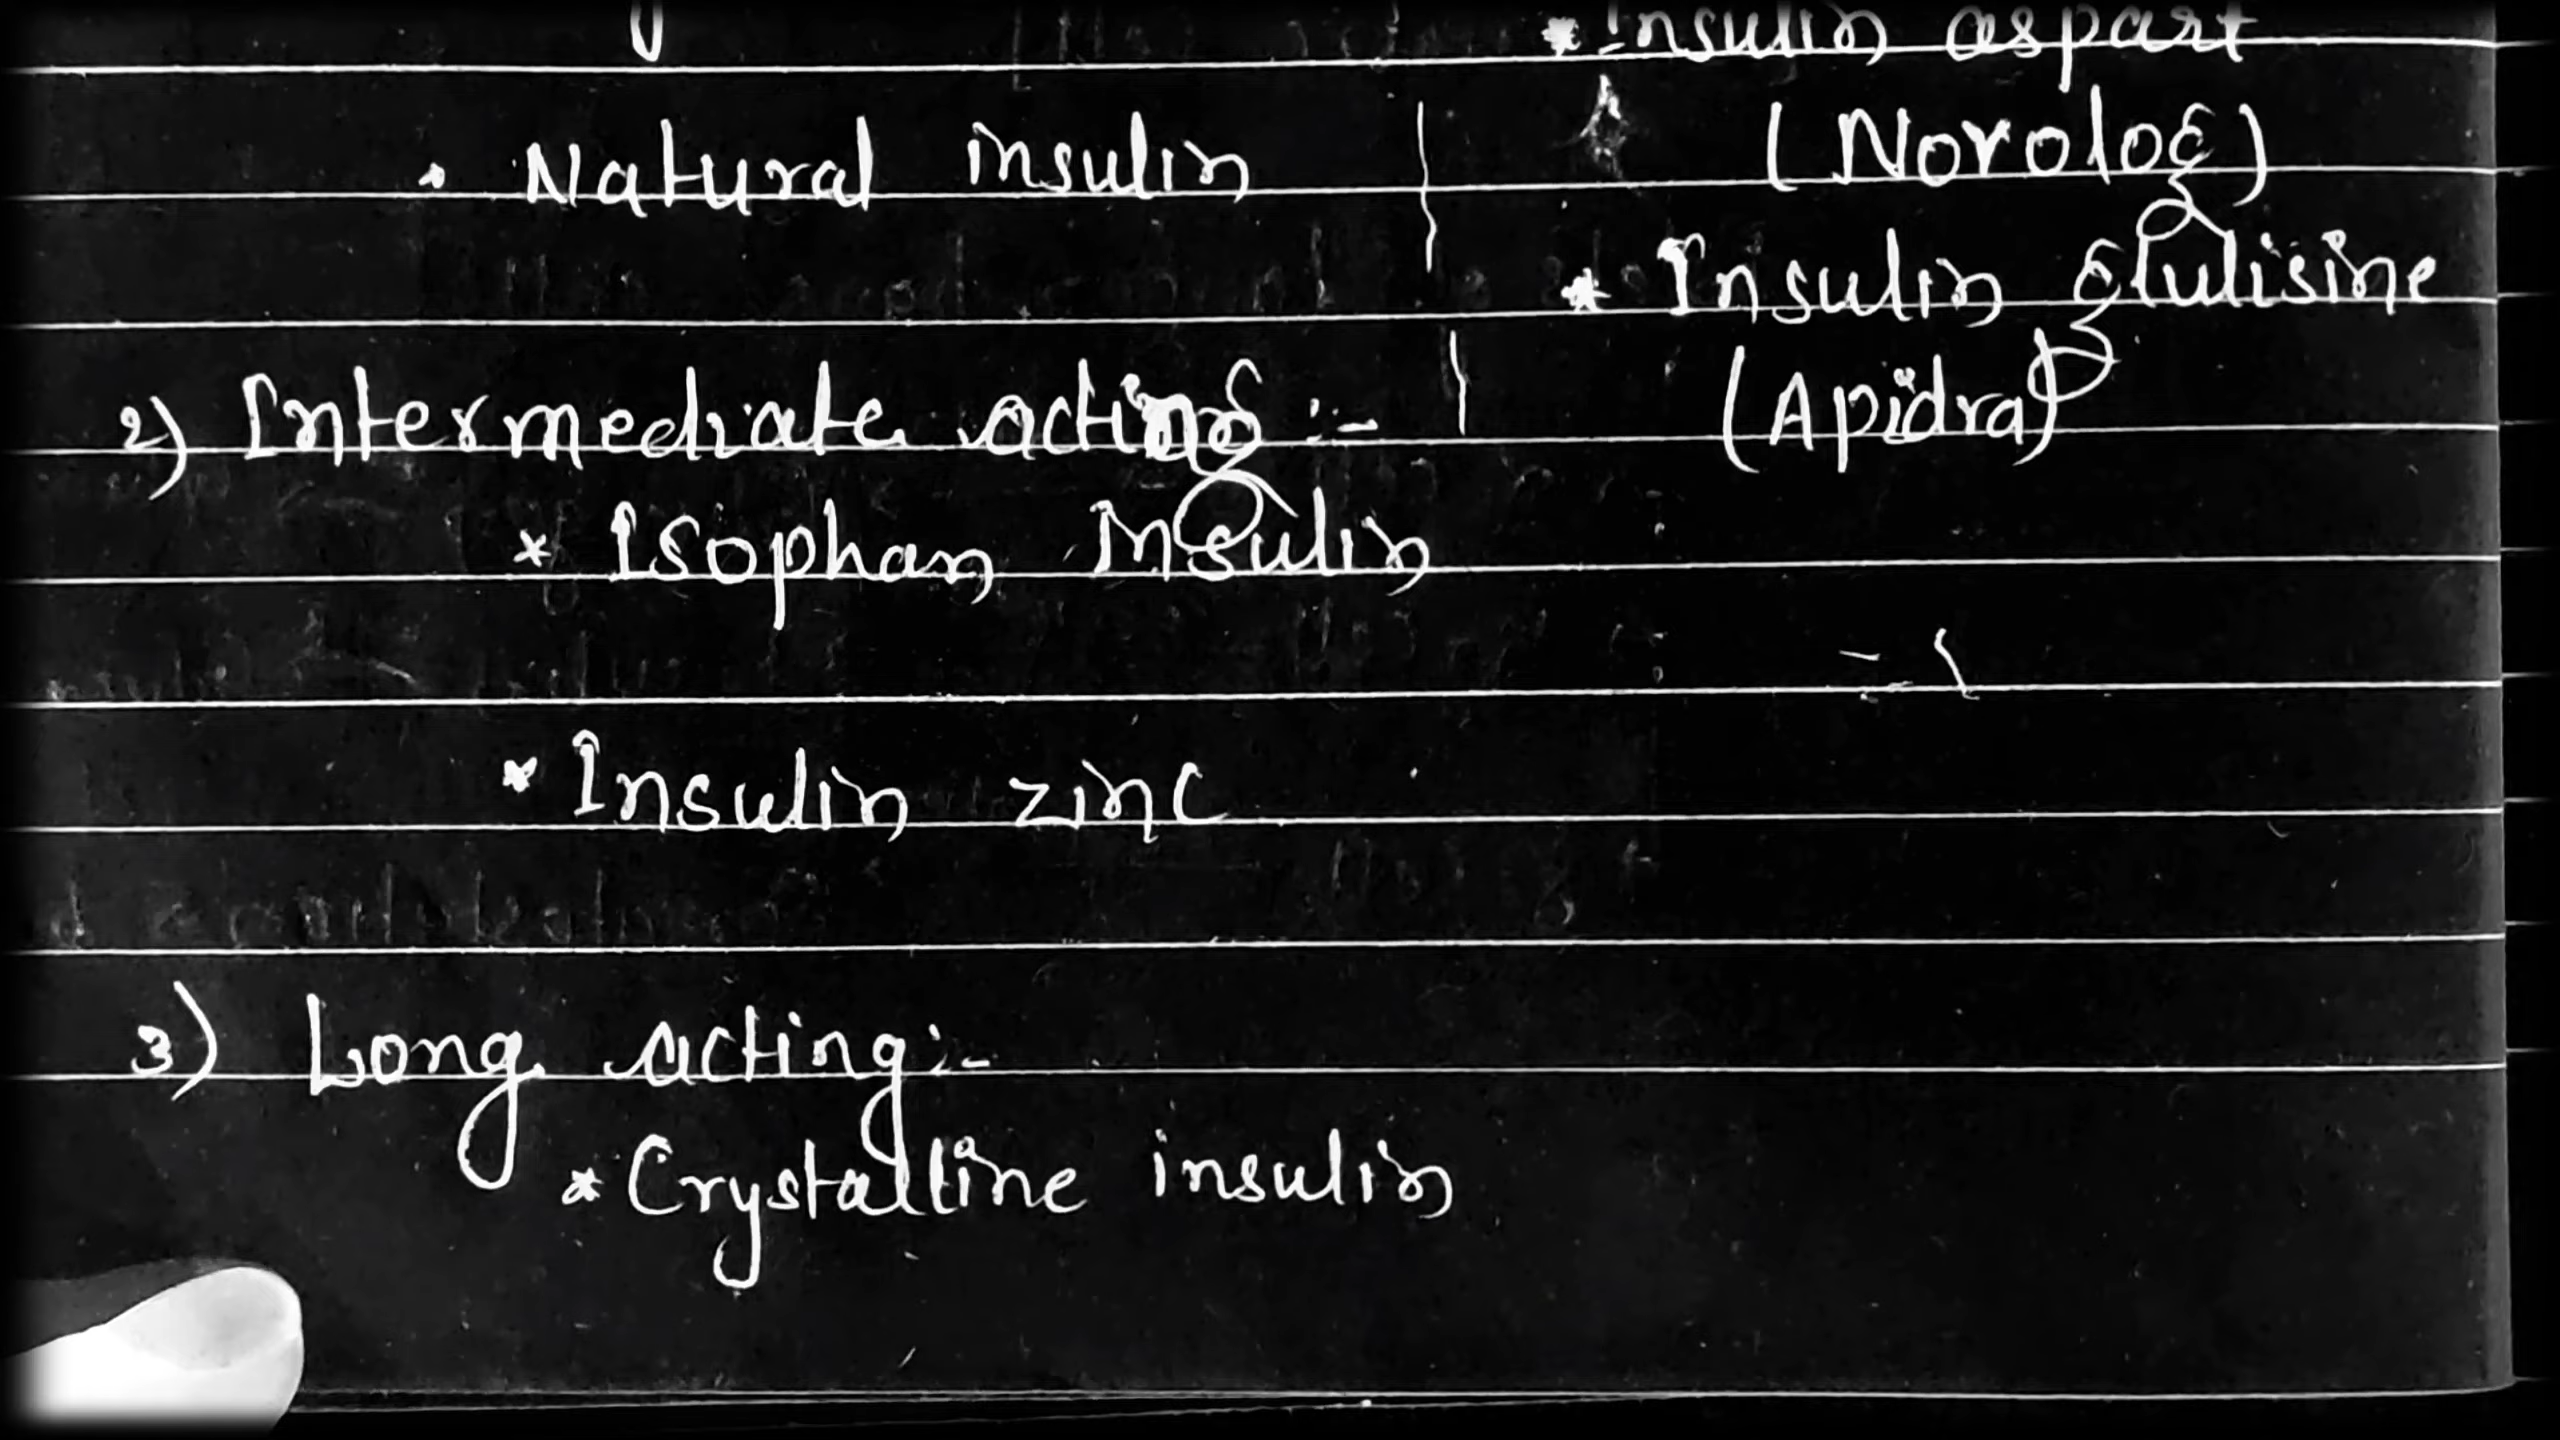 * Insulin aspart
• Natural insulin
(Novolog)
* Insulin glulisine
(Apidra)
2) Intermediate acting :-
* Isophan insulin
* Insulin zinc
3) Long acting :-
* Crystalline insulin